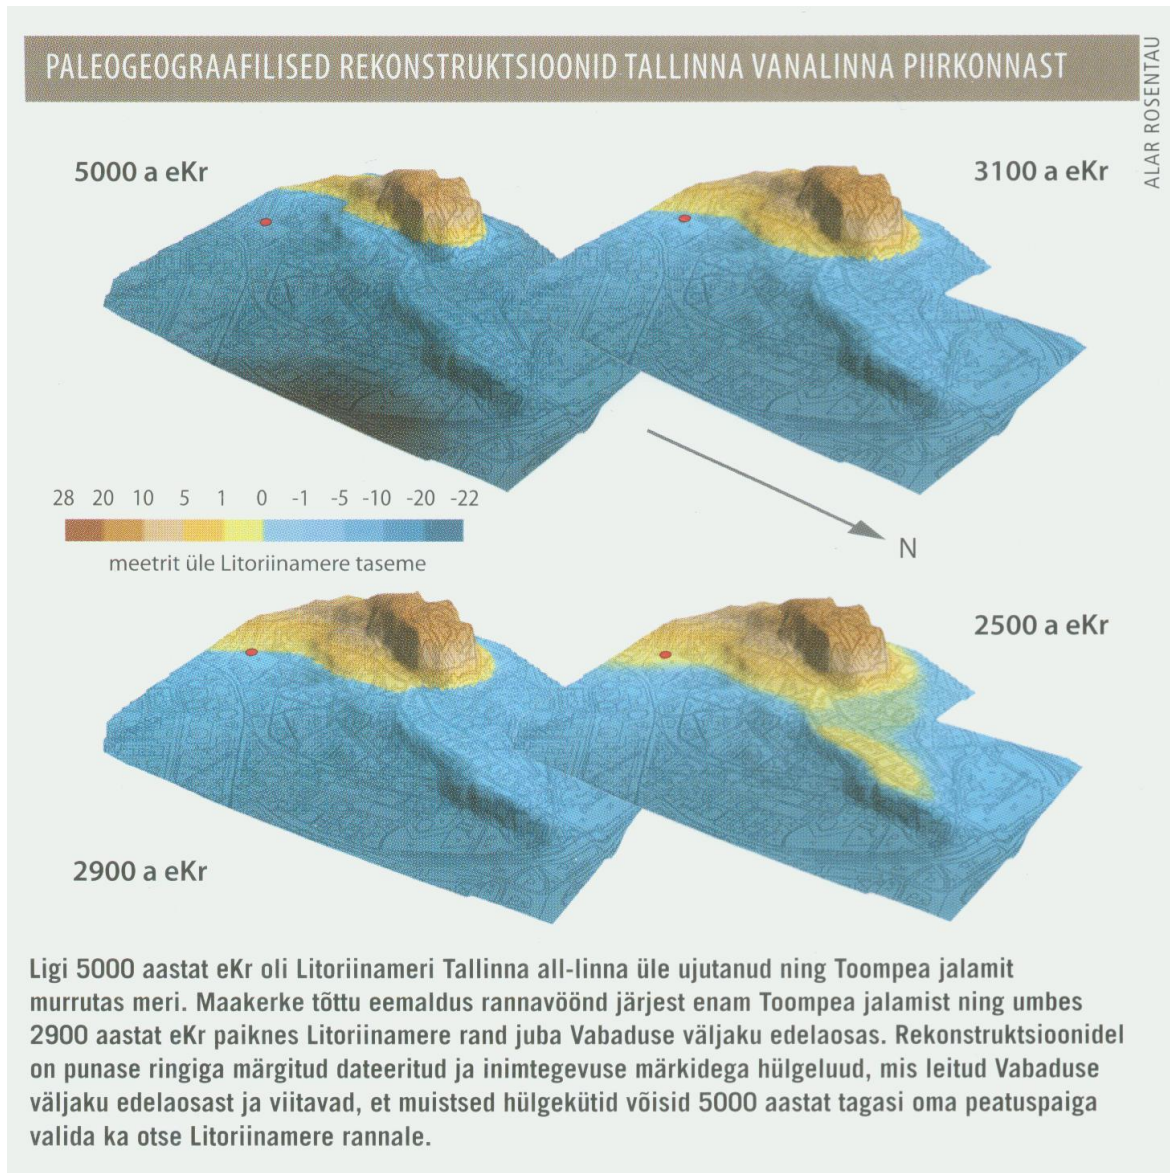 PALEOGEOGRAAFILISED REKONSTRUKTSIOONID TALLINNA VANALINNA PIIRKONNAST
ALAR ROSENTAU
5000 a eKr
3100 a eKr
28 20 10 5 1 0 -1 -5 -10 -20 -22
meetrit üle Litoriinamere taseme
N
2500 a eKr
2900 a eKr
Ligi 5000 aastat eKr oli Litoriinameri Tallinna all-linna üle ujutanud ning Toompea jalamit
murrutas meri. Maakerke tõttu eemaldus rannavöönd järjest enam Toompea jalamist ning umbes
2900 aastat eKr paiknes Litoriinamere rand juba Vabaduse väljaku edelaosas. Rekonstruktsioonidel
on punase ringiga märgitud dateeritud ja inimtegevuse märkidega hülgeluud, mis leitud Vabaduse
väljaku edelaosast ja viitavad, et muistsed hülgekütid võisid 5000 aastat tagasi oma peatuspaiga
valida ka otse Litoriinamere rannale.